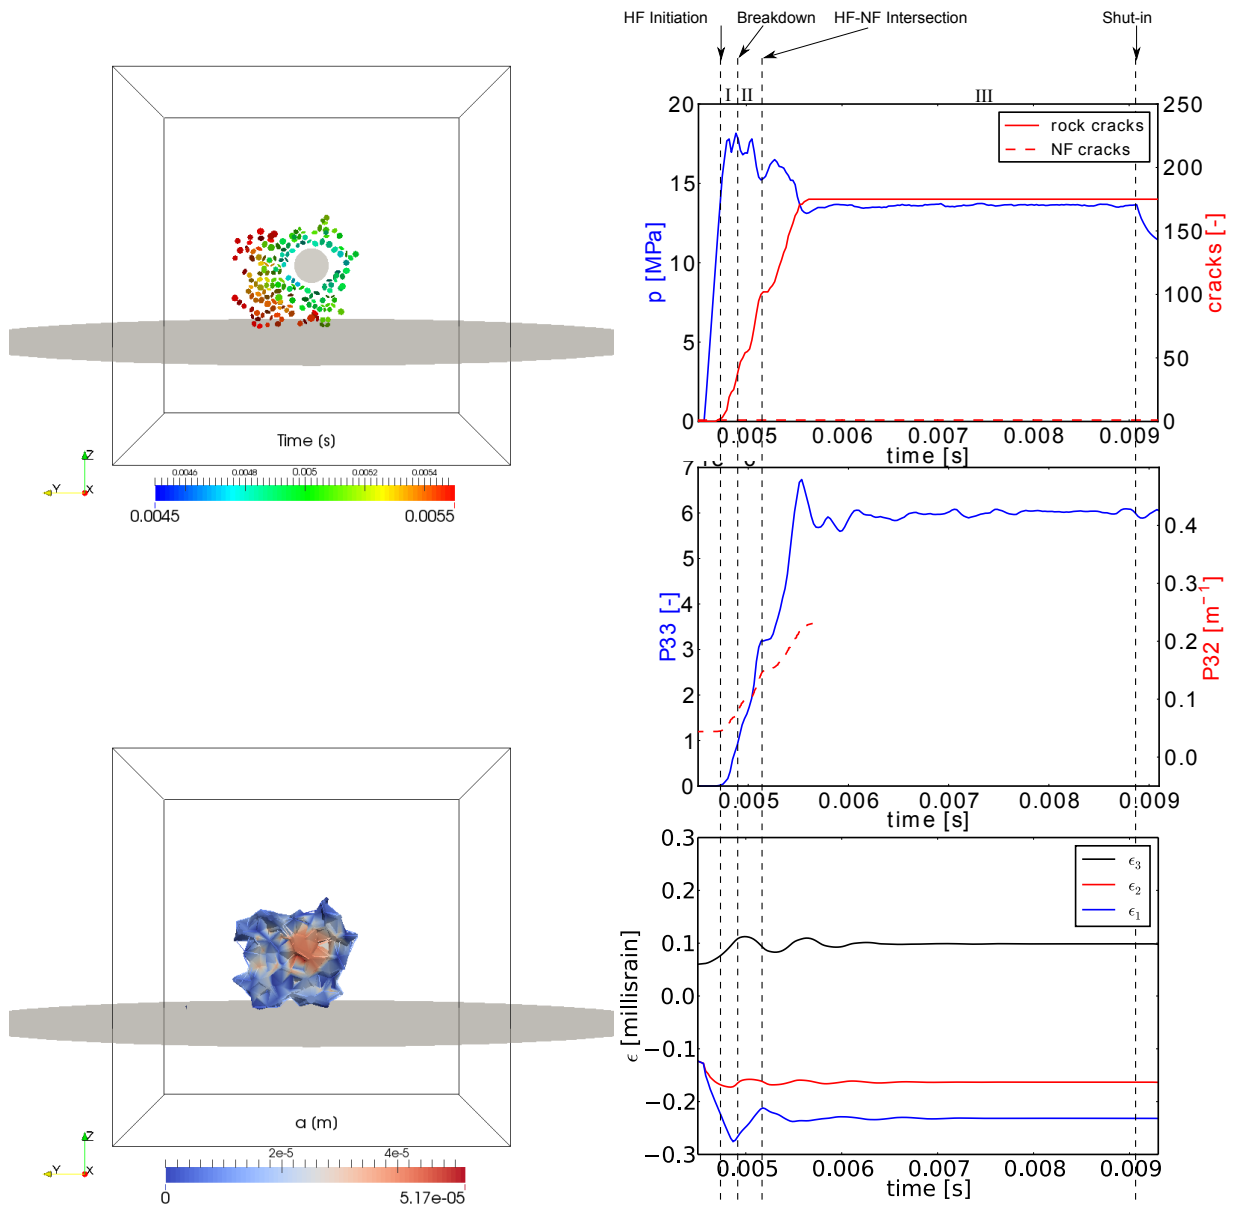 HF Initiation
Breakdown
HF-NF Intersection
Shut-in
I
II
III
20
15
10
5
0
p [MPa]
250
200
150
100
50
0
cracks [-]
rock cracks
NF cracks
0.005
0.006
0.007
0.008
0.009
time [s]
Time (s)
0.0046
0.0048
0.005
0.0052
0.0054
0.0045
0.0055
Z
Y
X
7
6
5
4
3
2
1
0
P33 [-]
0.4
0.3
0.2
0.1
0.0
P32 [m⁻¹]
0.005
0.006
0.007
0.008
0.009
time [s]
a (m)
2e-5
4e-5
0
5.17e-05
Z
Y
X
0.3
0.2
0.1
0.0
−0.1
−0.2
−0.3
ϵ [millisrain]
ϵ₃
ϵ₂
ϵ₁
0.005
0.006
0.007
0.008
0.009
time [s]